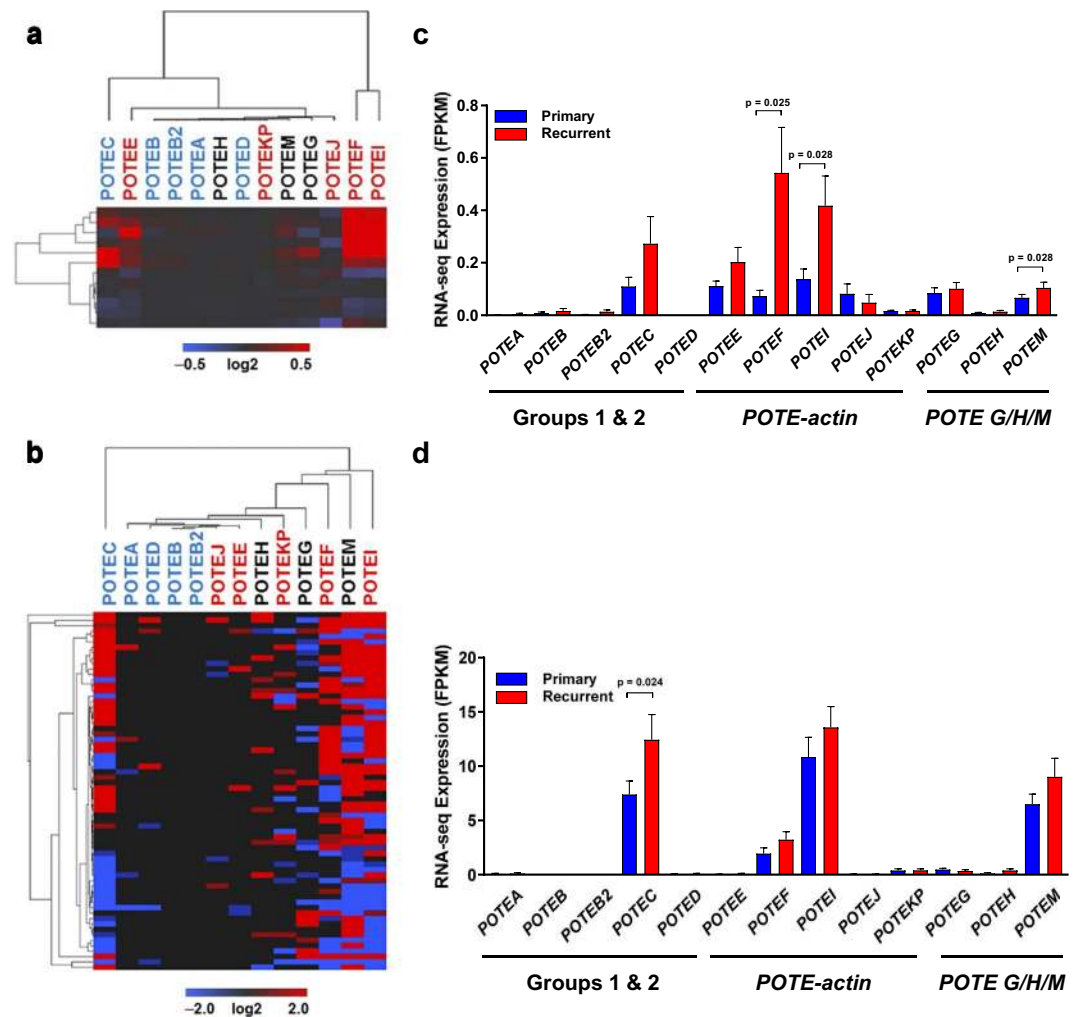 a
POTEC
POTEE
POTEB
POTEB2
POTEA
POTEH
POTED
POTEKP
POTEM
POTEG
POTEJ
POTEF
POTEI
−0.5 log2 0.5
c
RNA-seq Expression (FPKM)
0.8
0.6
0.4
0.2
0.0
Primary
Recurrent
p = 0.025
p = 0.028
p = 0.028
POTEA
POTEB
POTEB2
POTEC
POTED
POTEE
POTEF
POTEI
POTEJ
POTEKP
POTEG
POTEH
POTEM
Groups 1 & 2
POTE-actin
POTE G/H/M
b
POTEC
POTEA
POTED
POTEB
POTEB2
POTEJ
POTEE
POTEH
POTEKP
POTEG
POTEF
POTEM
POTEI
−2.0 log2 2.0
d
RNA-seq Expression (FPKM)
20
15
10
5
0
Primary
Recurrent
p = 0.024
POTEA
POTEB
POTEB2
POTEC
POTED
POTEE
POTEF
POTEI
POTEJ
POTEKP
POTEG
POTEH
POTEM
Groups 1 & 2
POTE-actin
POTE G/H/M